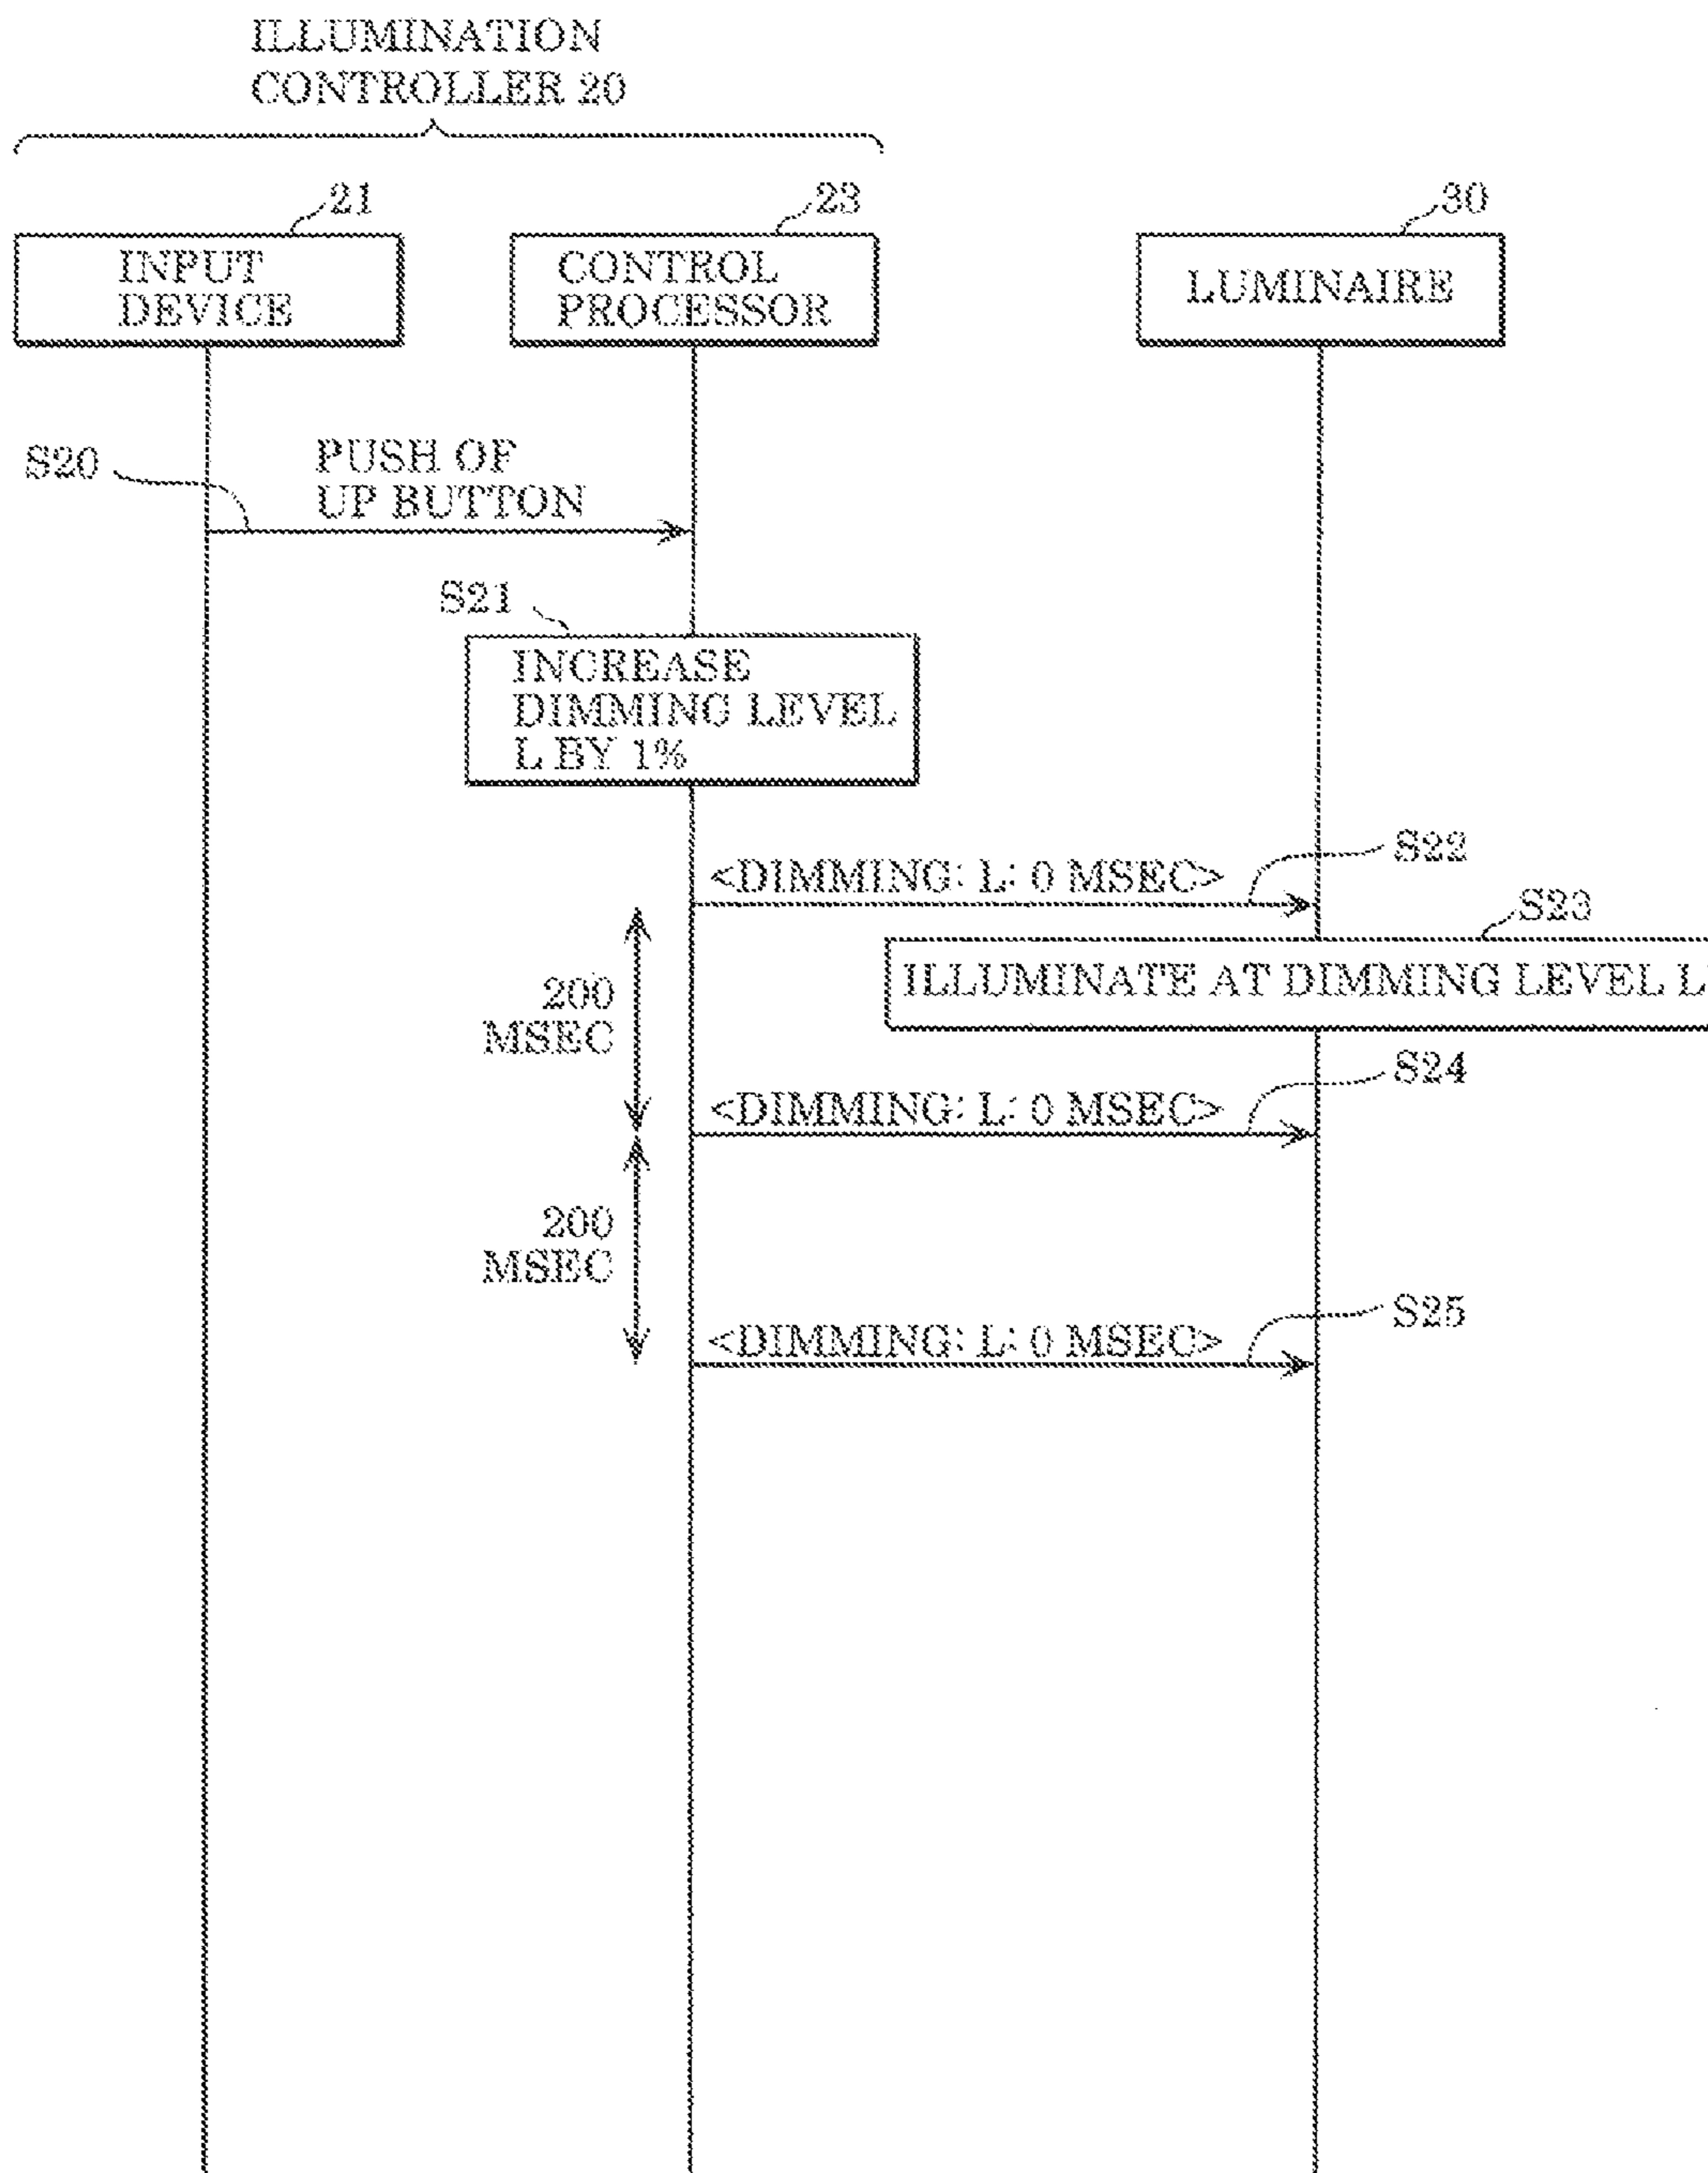 ILLUMINATION
CONTROLLER 20
21
23
30
INPUT
DEVICE
CONTROL
PROCESSOR
LUMINAIRE
S20
PUSH OF
UP BUTTON
S21
INCREASE
DIMMING LEVEL
L BY 1%
<DIMMING: L: 0 MSEC>
S22
S23
ILLUMINATE AT DIMMING LEVEL L
200
MSEC
S24
<DIMMING: L: 0 MSEC>
200
MSEC
S25
<DIMMING: L: 0 MSEC>